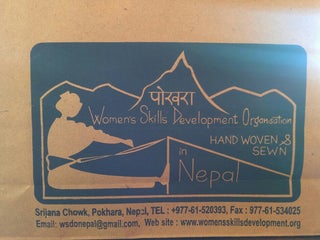 पोखरा
Women's Skills Development Organisation
HAND WOVEN &
SEWN
in
Nepal
Srijana Chowk, Pokhara, Nepal, TEL : +977-61-520393, Fax : 977-61-534025
Email: wsdonepal@gmail.com, Web site : www.womensskillsdevelopment.org